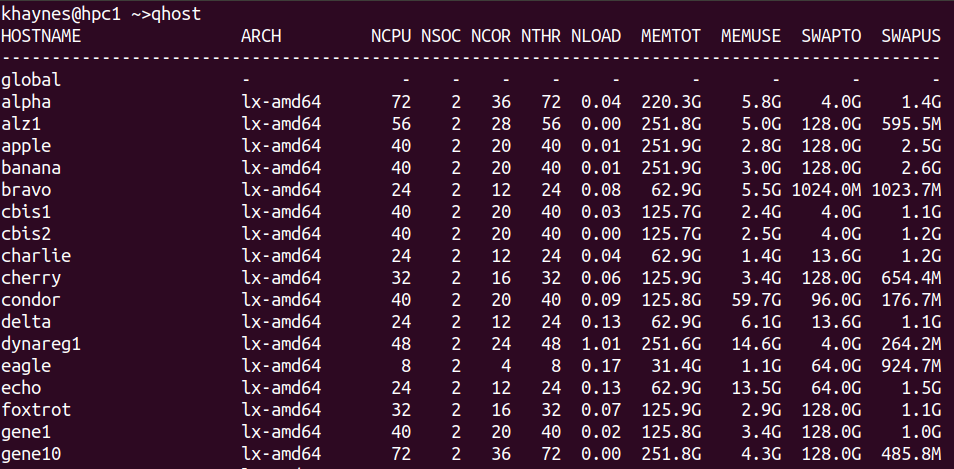 khaynes@hpc1 ~>qhost
HOSTNAME                ARCH         NCPU NSOC NCOR NTHR NLOAD  MEMTOT  MEMUSE  SWAPTO  SWAPUS
----------------------------------------------------------------------------------------------
global                  -               -    -    -    -     -       -       -       -       -
alpha                   lx-amd64       72    2   36   72  0.04  220.3G    5.8G    4.0G    1.4G
alz1                    lx-amd64       56    2   28   56  0.00  251.8G    5.0G  128.0G  595.5M
apple                   lx-amd64       40    2   20   40  0.01  251.9G    2.8G  128.0G    2.5G
banana                  lx-amd64       40    2   20   40  0.01  251.9G    3.0G  128.0G    2.6G
bravo                   lx-amd64       24    2   12   24  0.08   62.9G    5.5G 1024.0M 1023.7M
cbis1                   lx-amd64       40    2   20   40  0.03  125.7G    2.4G    4.0G    1.1G
cbis2                   lx-amd64       40    2   20   40  0.00  125.7G    2.5G    4.0G    1.2G
charlie                 lx-amd64       24    2   12   24  0.04   62.9G    1.4G   13.6G    1.2G
cherry                  lx-amd64       32    2   16   32  0.06  125.9G    3.4G  128.0G  654.4M
condor                  lx-amd64       40    2   20   40  0.09  125.8G   59.7G   96.0G  176.7M
delta                   lx-amd64       24    2   12   24  0.13   62.9G    6.1G   13.6G    1.1G
dynareg1                lx-amd64       48    2   24   48  1.01  251.6G   14.6G    4.0G  264.2M
eagle                   lx-amd64        8    2    4    8  0.17   31.4G    1.1G   64.0G  924.7M
echo                    lx-amd64       24    2   12   24  0.13   62.9G   13.5G   64.0G    1.5G
foxtrot                 lx-amd64       32    2   16   32  0.07  125.9G    2.9G  128.0G    1.1G
gene1                   lx-amd64       40    2   20   40  0.02  125.8G    3.4G  128.0G    1.0G
gene10                  lx-amd64       72    2   36   72  0.00  251.8G    4.3G  128.0G  485.8M